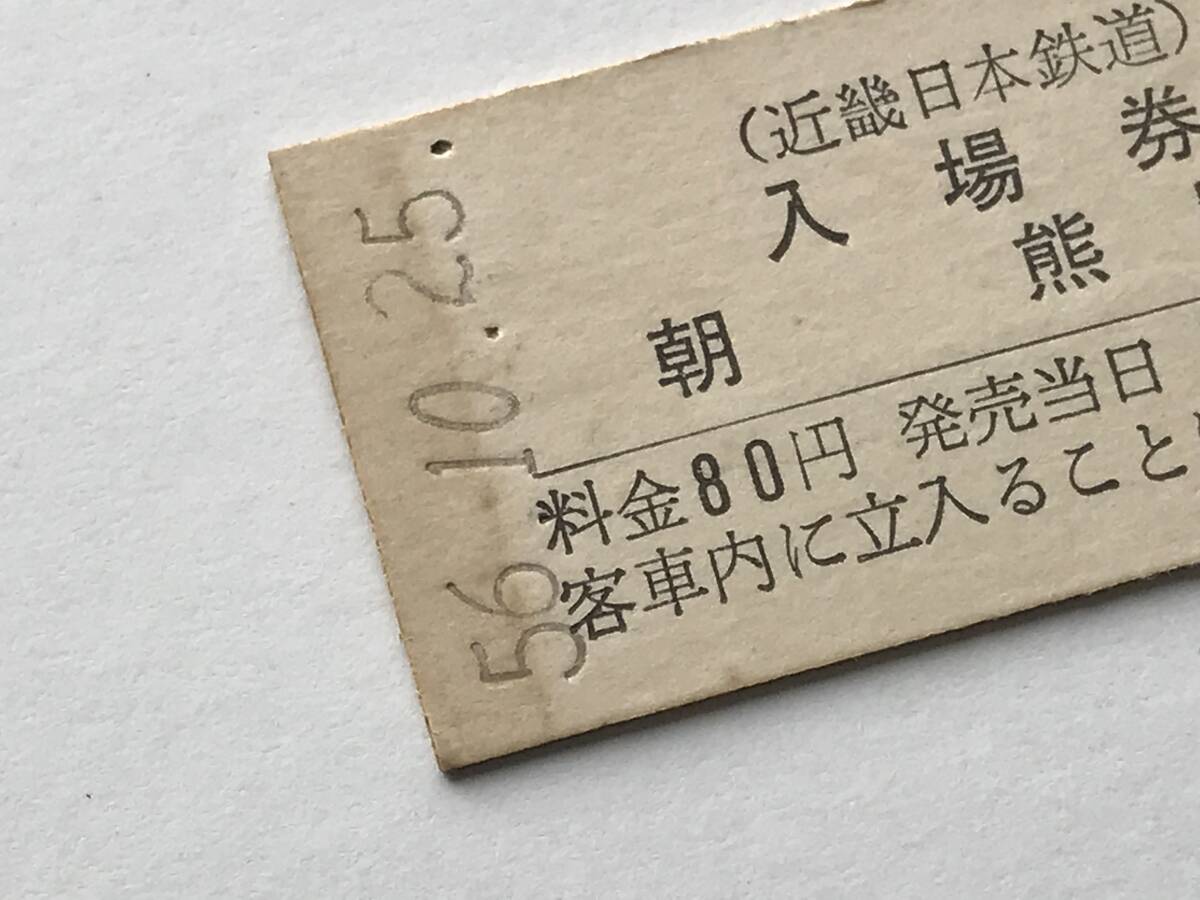 56.10.25.
(近畿日本鉄道)
入場券
朝熊
料金80円 発売当日
客車内に立入ること